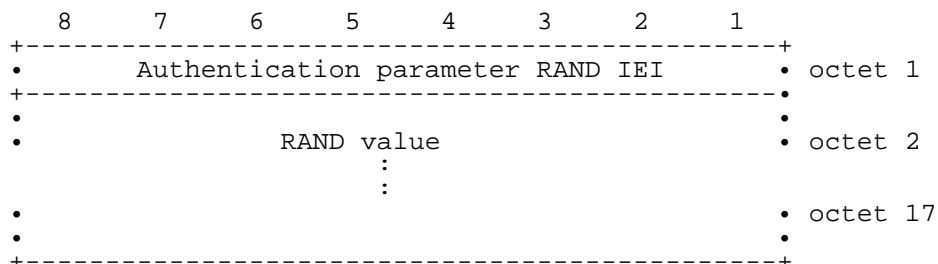 8 7 6 5 4 3 2 1
Authentication parameter RAND IEI octet 1
RAND value octet 2
:
:
octet 17